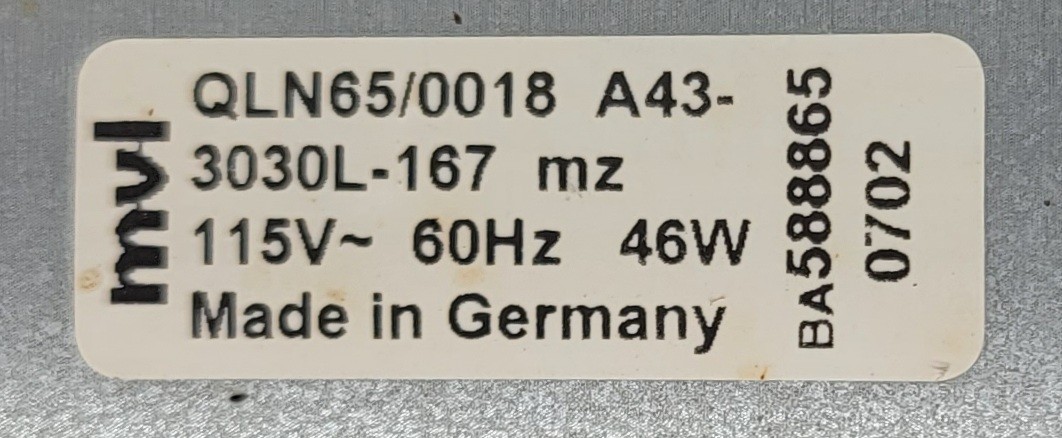 mvl
QLN65/0018 A43-
3030L-167 mz
115V~ 60Hz 46W
Made in Germany
BA588865
0702